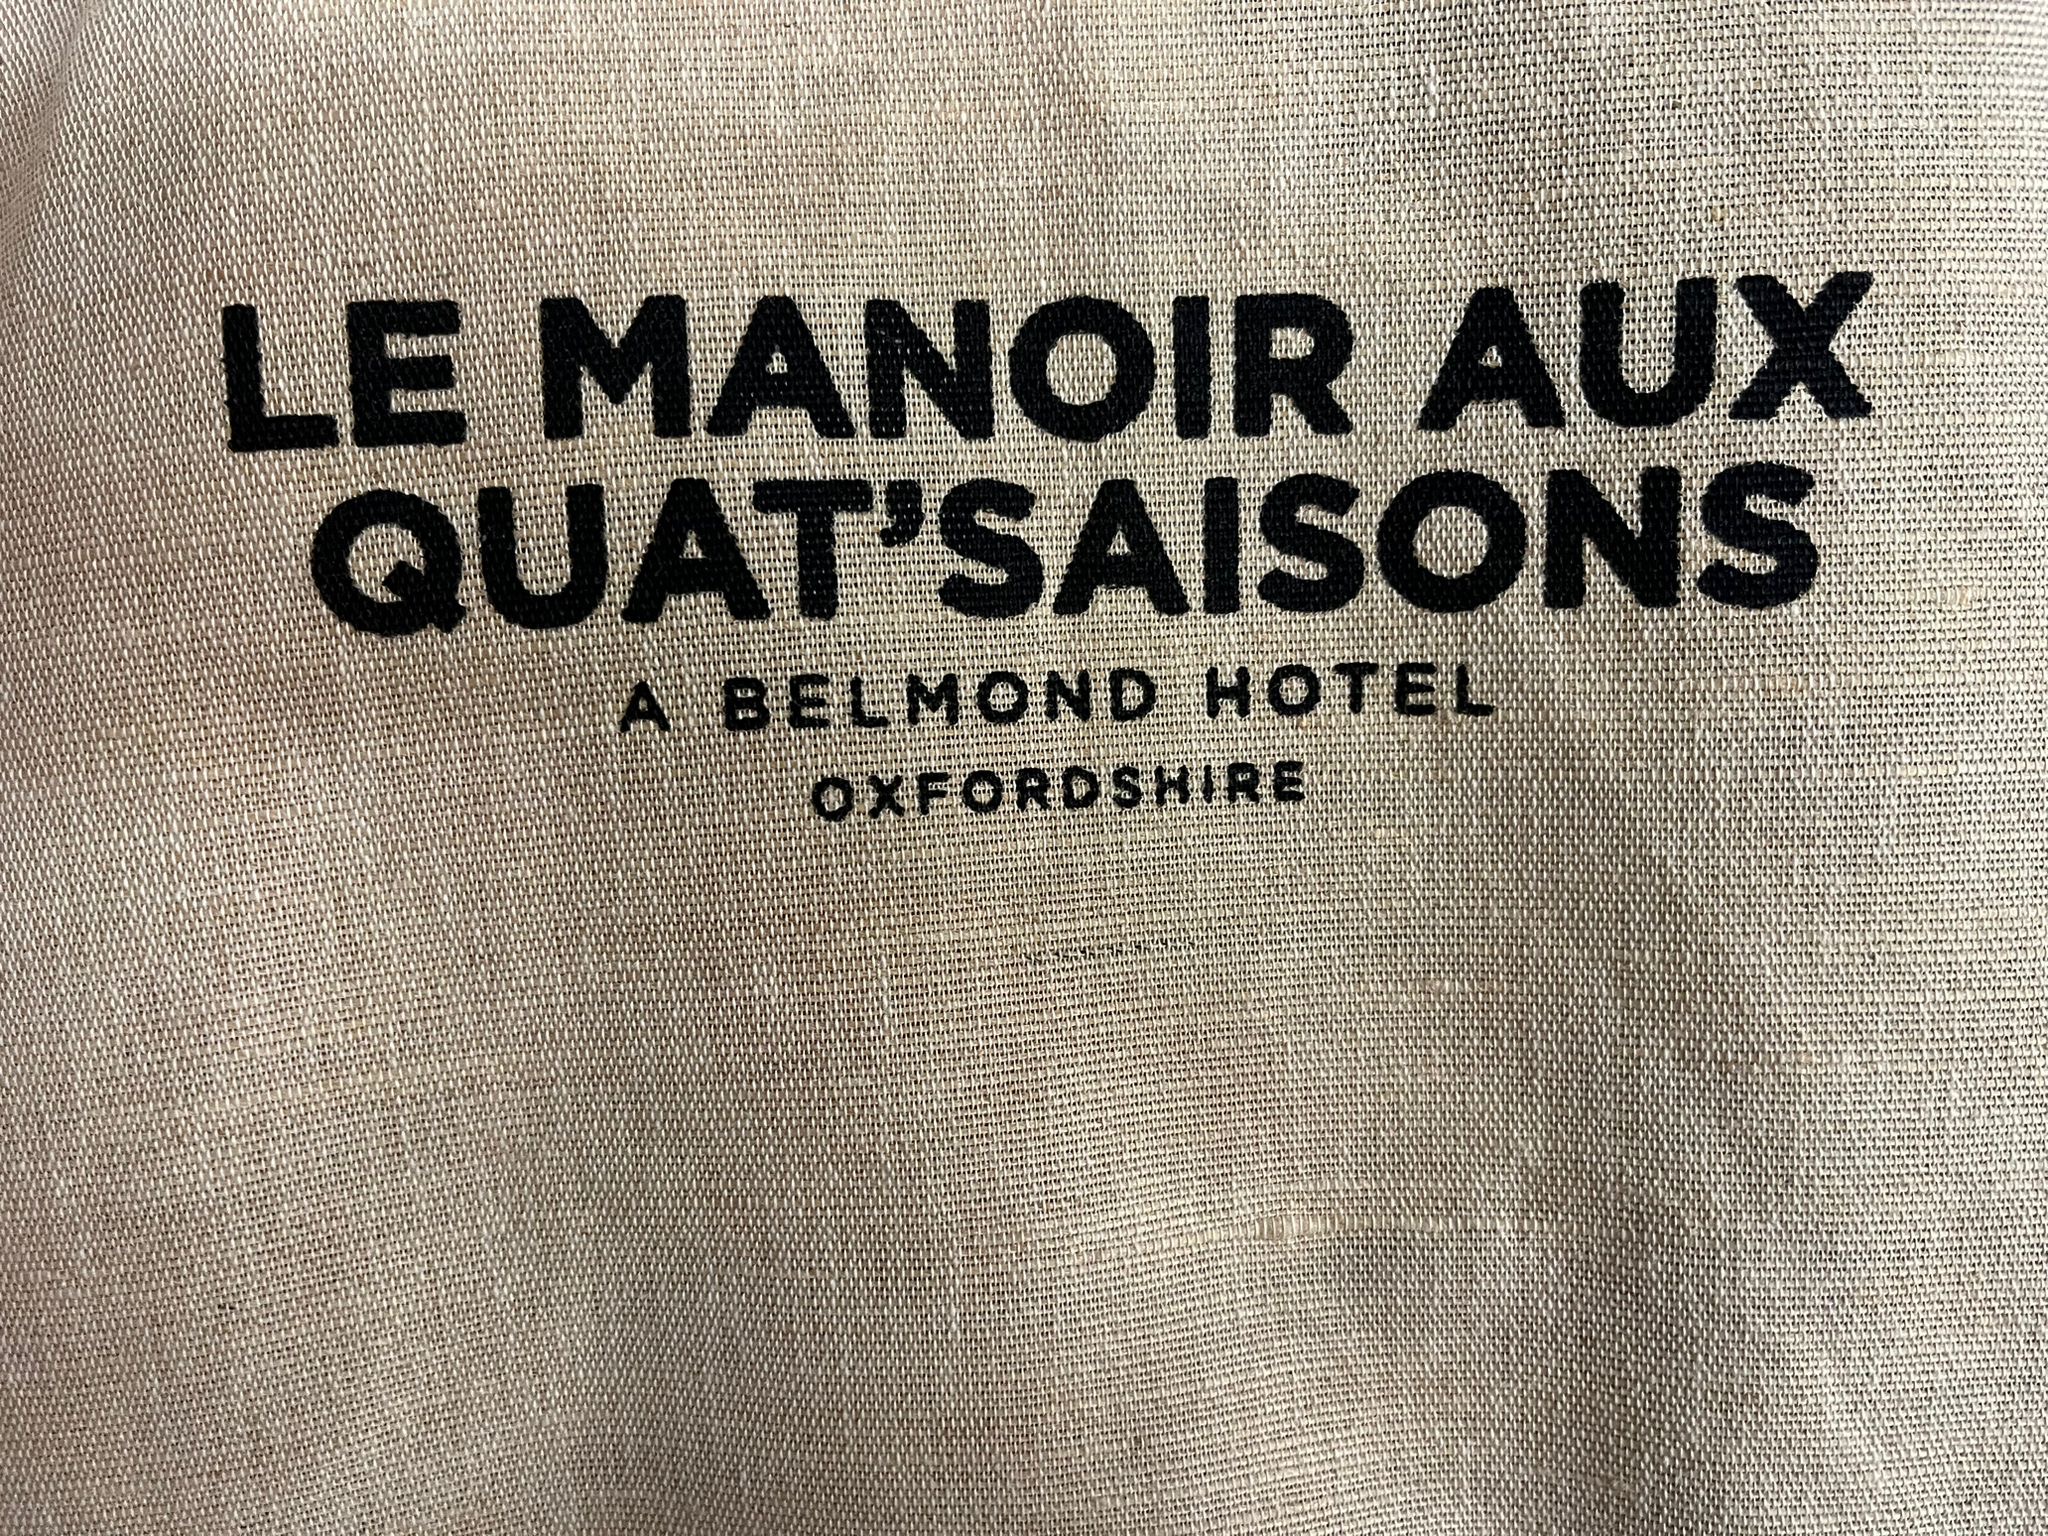 LE MANOIR AUX
QUAT’SAISONS
A BELMOND HOTEL
OXFORDSHIRE